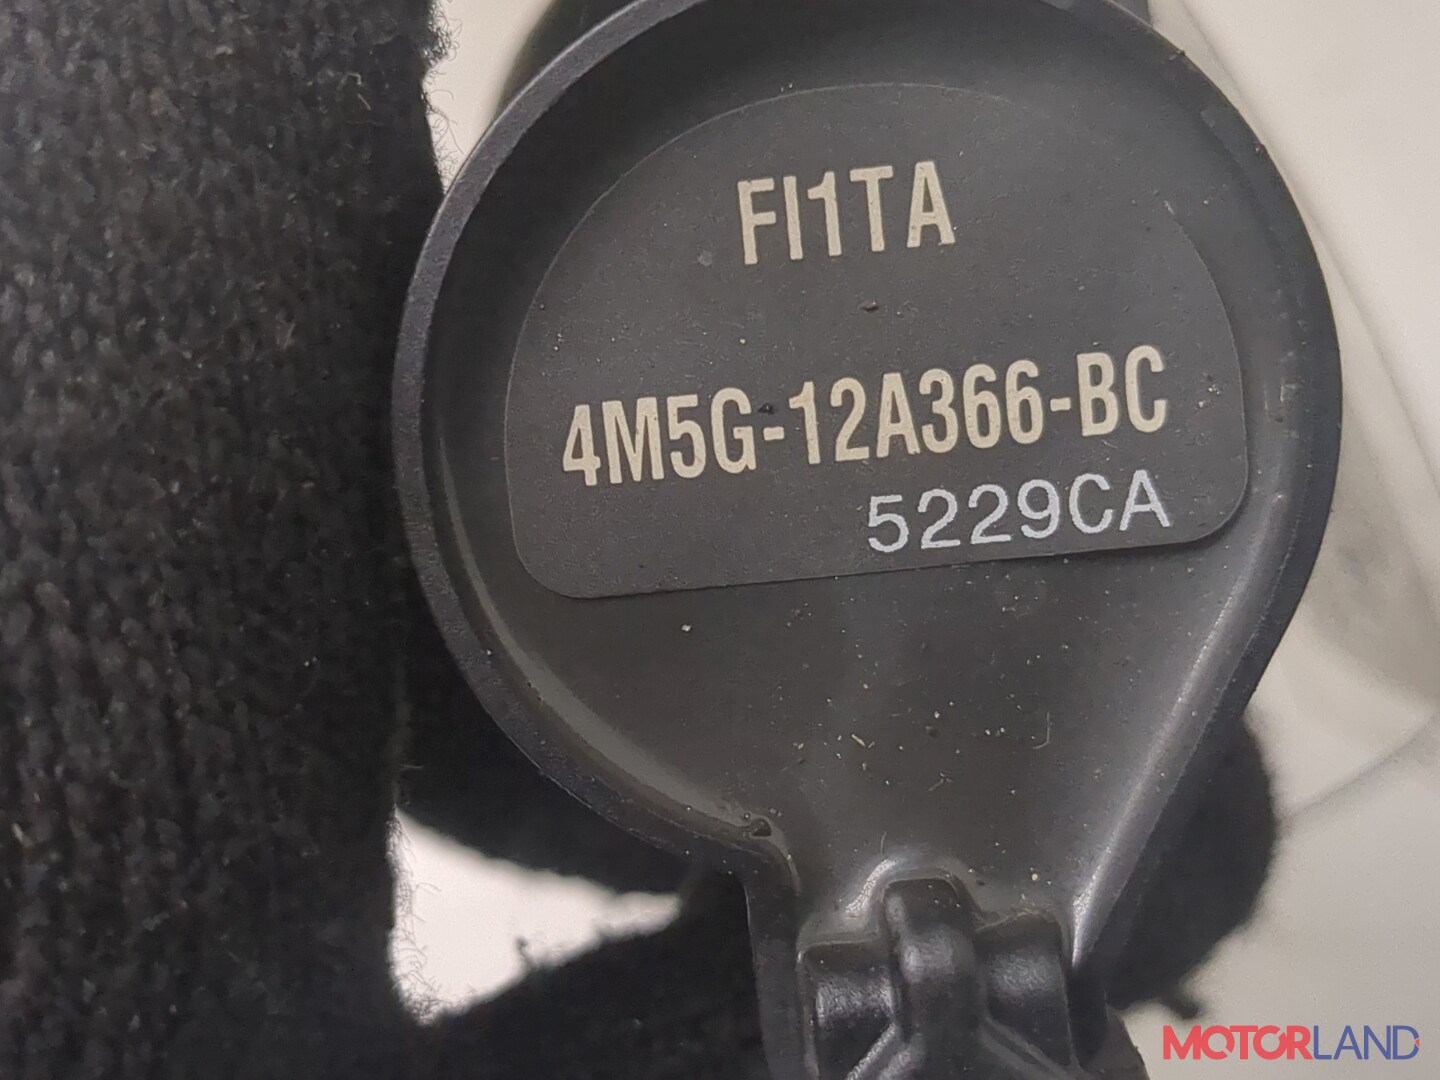 FI1TA
4M5G-12A366-BC
5229CA
MOTORLAND